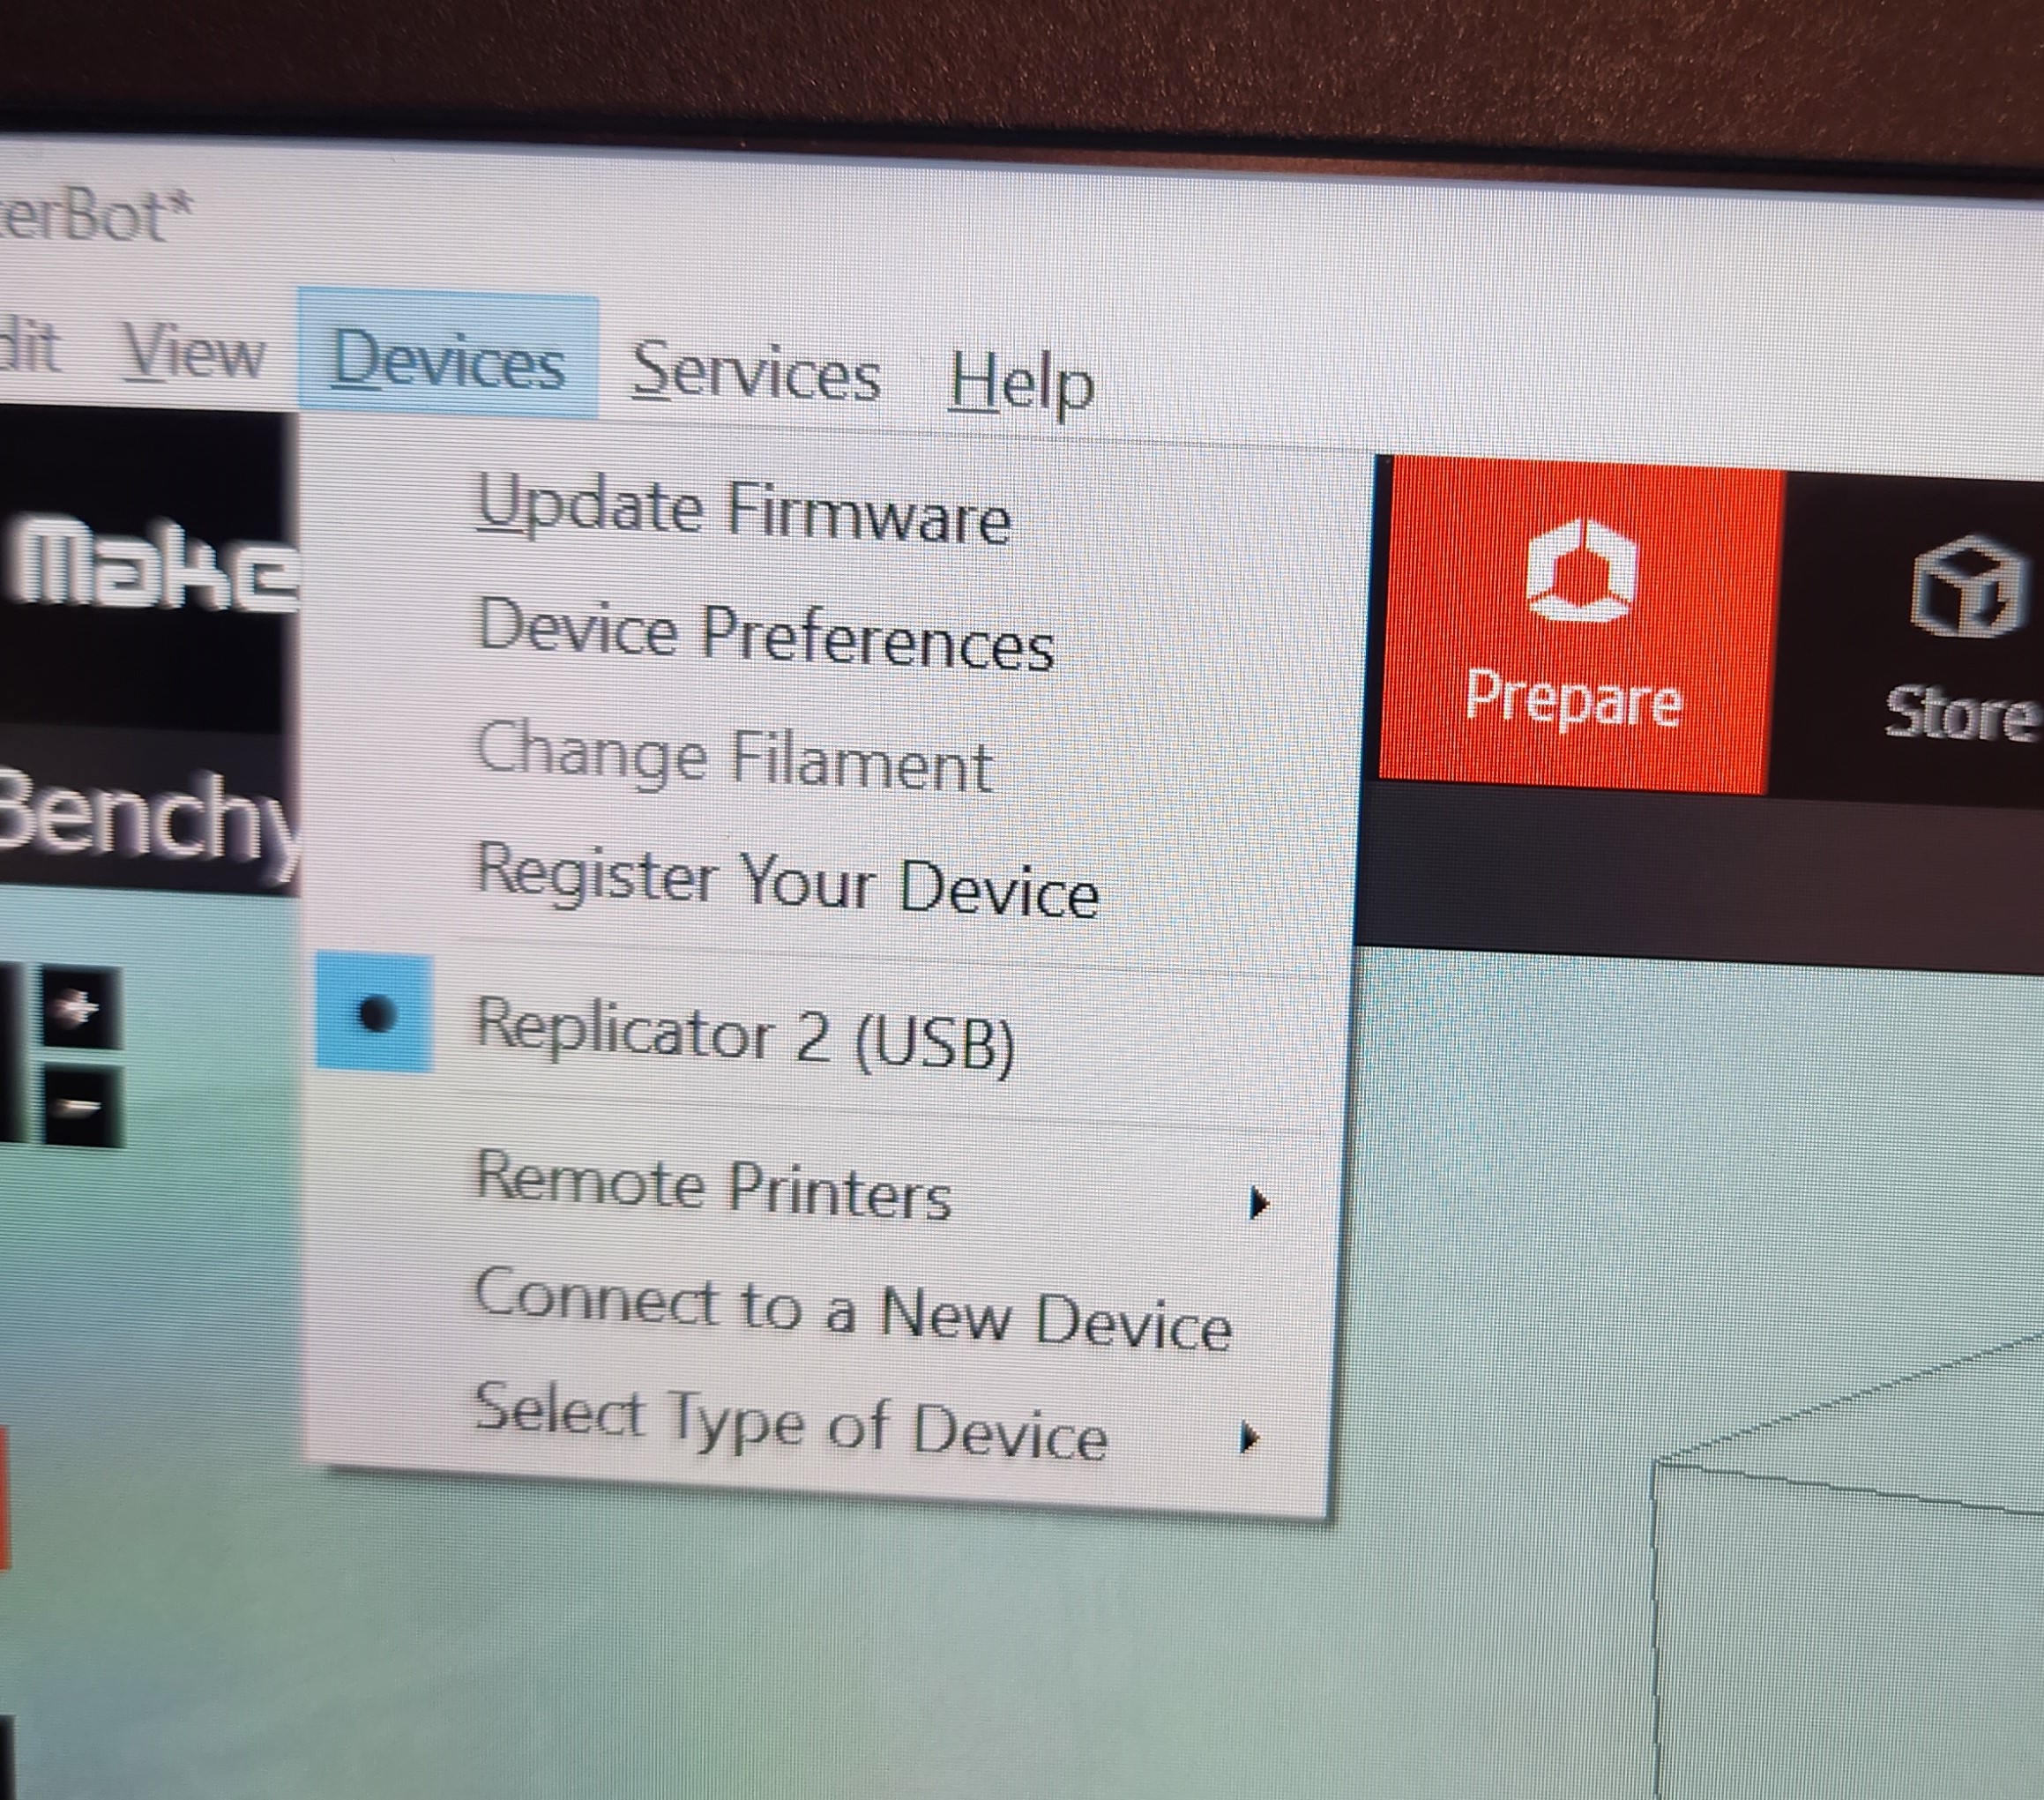 erBot*
dit View Devices Services Help
Make
Benchy
Update Firmware
Device Preferences
Change Filament
Register Your Device
Replicator 2 (USB)
Remote Printers
Connect to a New Device
Select Type of Device
Prepare
Store
+
-